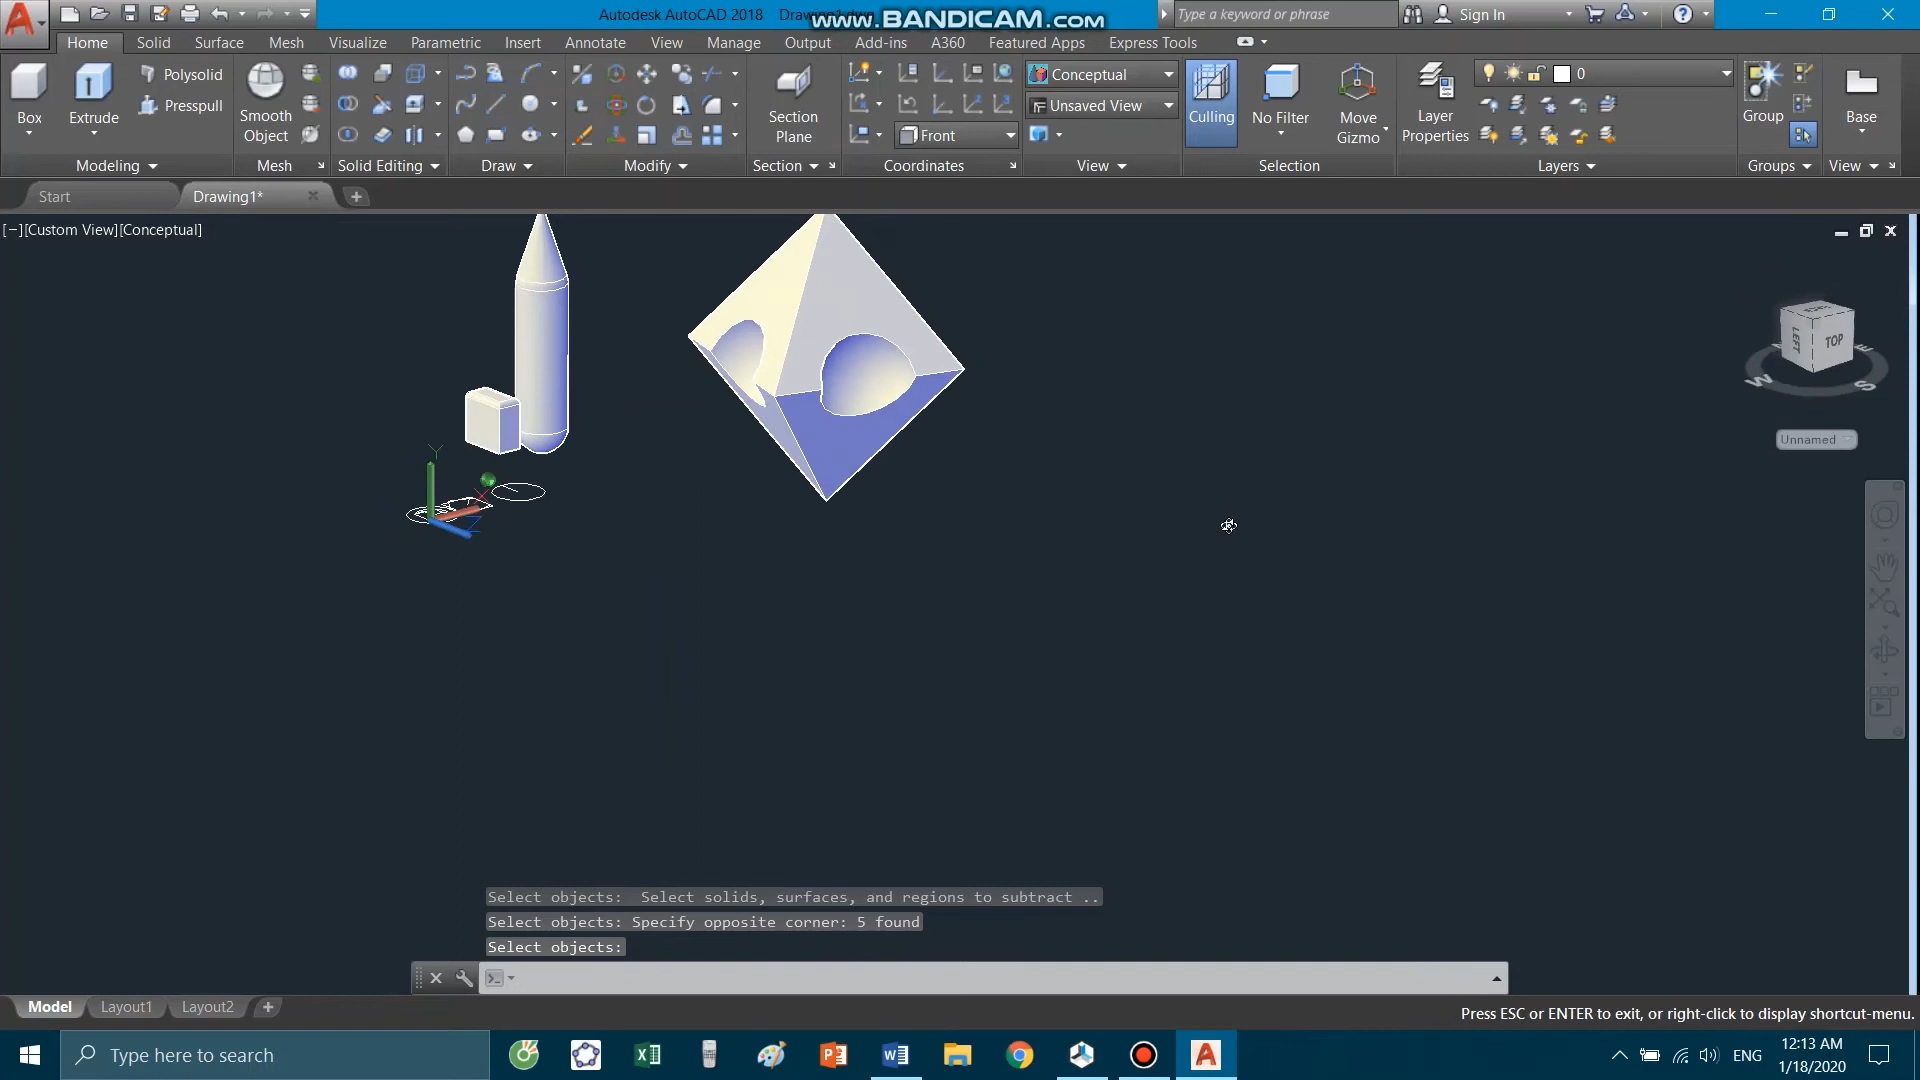 Autodesk AutoCAD 2018 Drawing1.dwg
www.BANDICAM.com
Type a keyword or phrase
Sign In
Home Solid Surface Mesh Visualize Parametric Insert Annotate View Manage Output Add-ins A360 Featured Apps Express Tools
Box
Extrude
Polysolid
Presspull
Smooth
Object
Section
Plane
Conceptual
Unsaved View
Front
Culling
No Filter
Move
Gizmo
Layer
Properties
0
Group
Base
Modeling Mesh Solid Editing Draw Modify Section Coordinates View Selection Layers Groups View
Start Drawing1*
[−][Custom View][Conceptual]
LEFT TOP
W S
Unnamed
Y
Z
Select objects: Select solids, surfaces, and regions to subtract ..
Select objects: Specify opposite corner: 5 found
Select objects:
Model Layout1 Layout2
Press ESC or ENTER to exit, or right-click to display shortcut-menu.
Type here to search
ENG
12:13 AM
1/18/2020